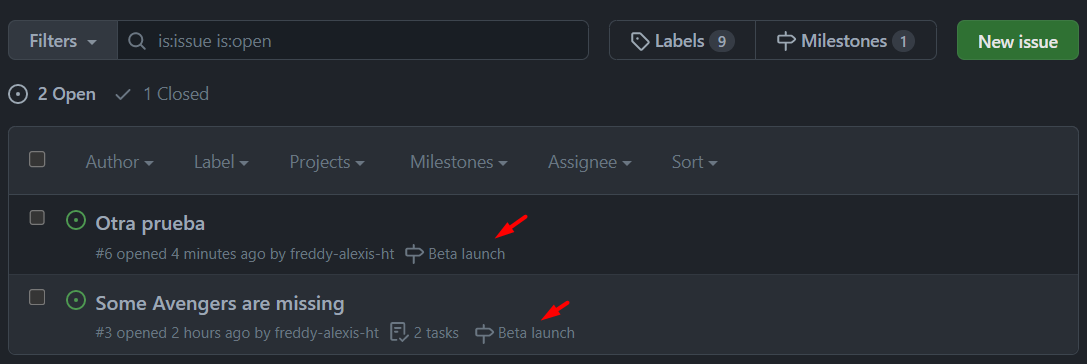 Filters is:issue is:open Labels 9 Milestones 1 New issue
2 Open 1 Closed
Author Label Projects Milestones Assignee Sort
Otra prueba
#6 opened 4 minutes ago by freddy-alexis-ht Beta launch
Some Avengers are missing
#3 opened 2 hours ago by freddy-alexis-ht 2 tasks Beta launch